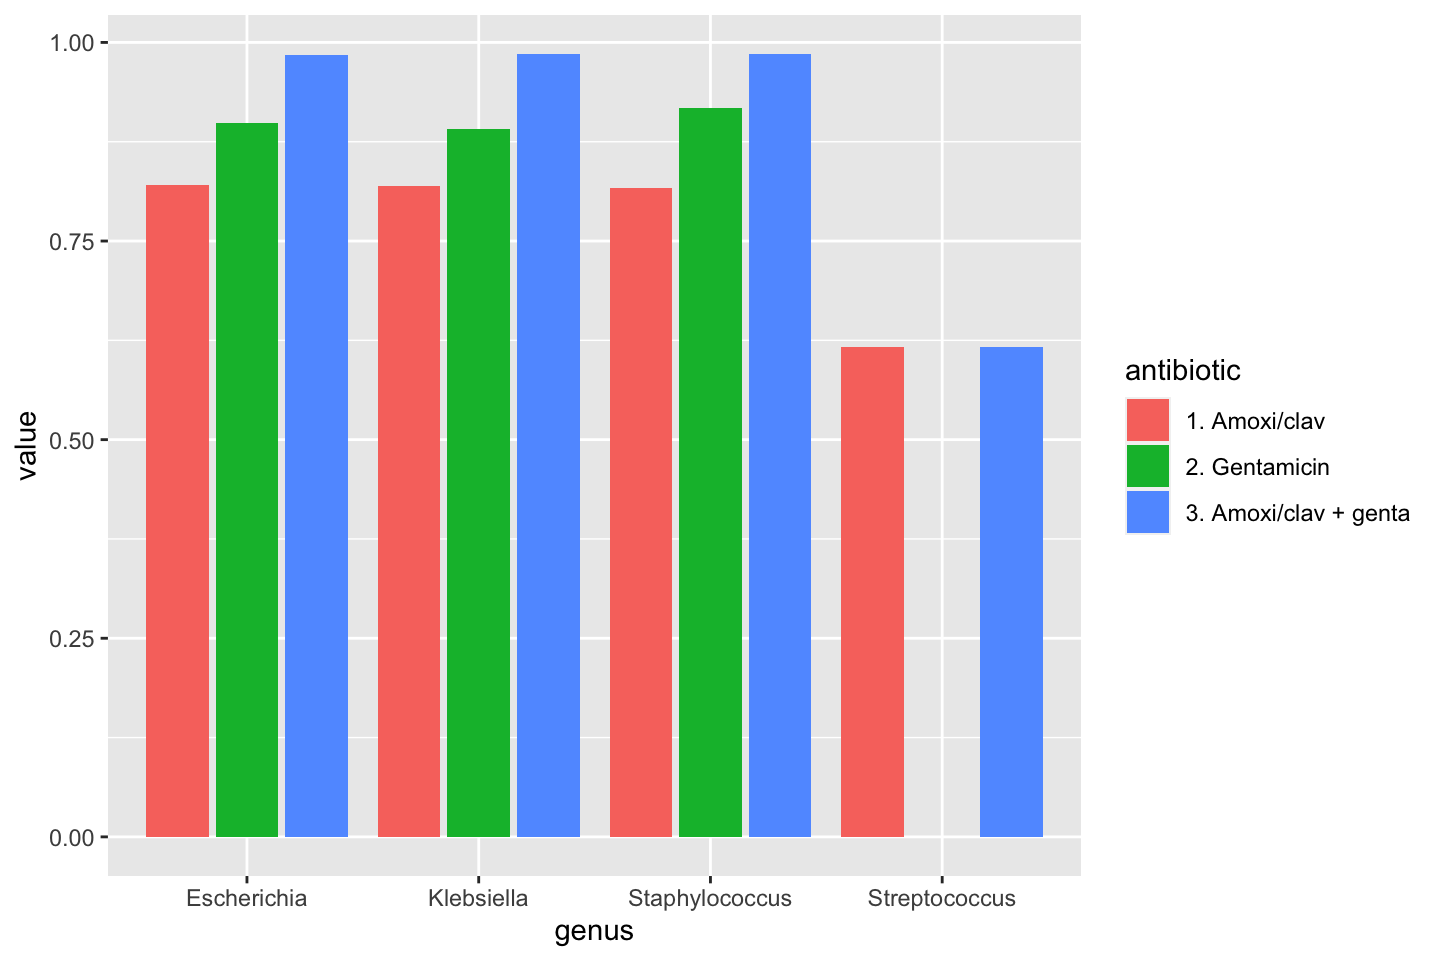 1.00
0.75
0.50
0.25
0.00
value
Escherichia Klebsiella Staphylococcus Streptococcus
genus
antibiotic
1. Amoxi/clav
2. Gentamicin
3. Amoxi/clav + genta